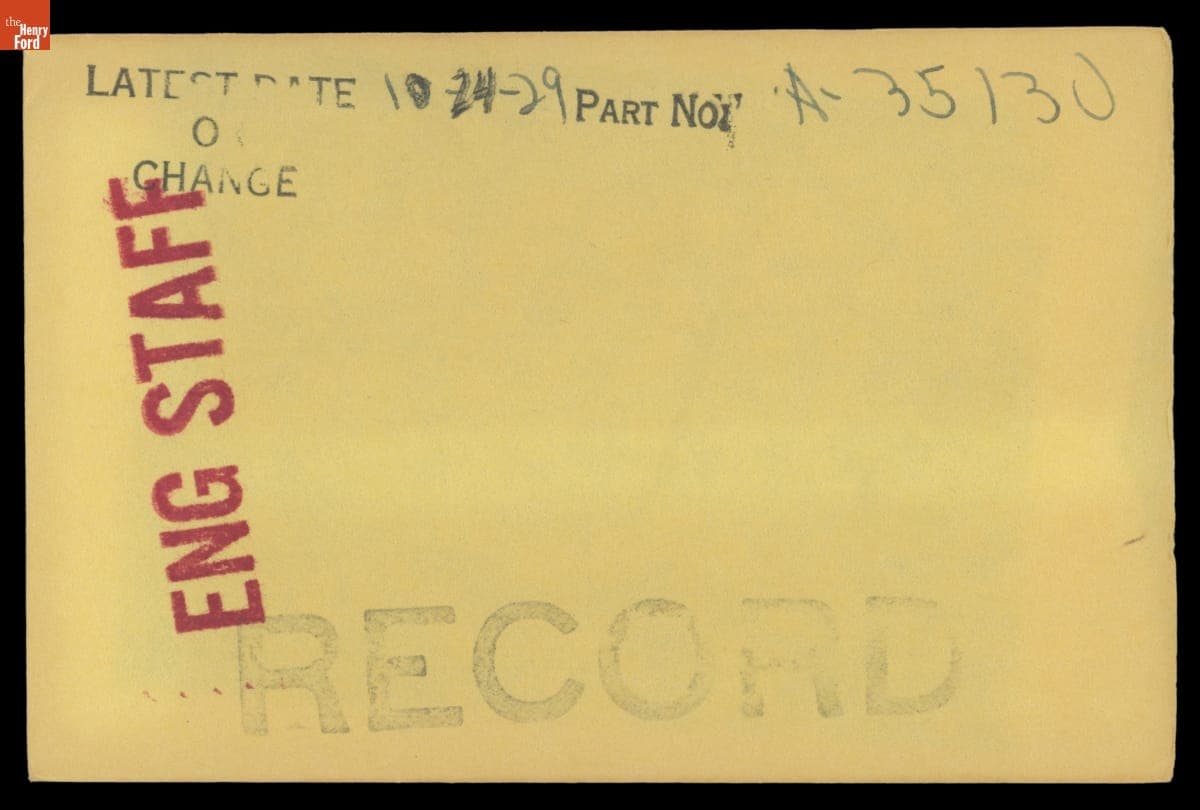 the
Henry
Ford
LATEST DATE 10-24-29 PART NO. A-35130
OF
CHANGE
ENG STAFF
RECORD